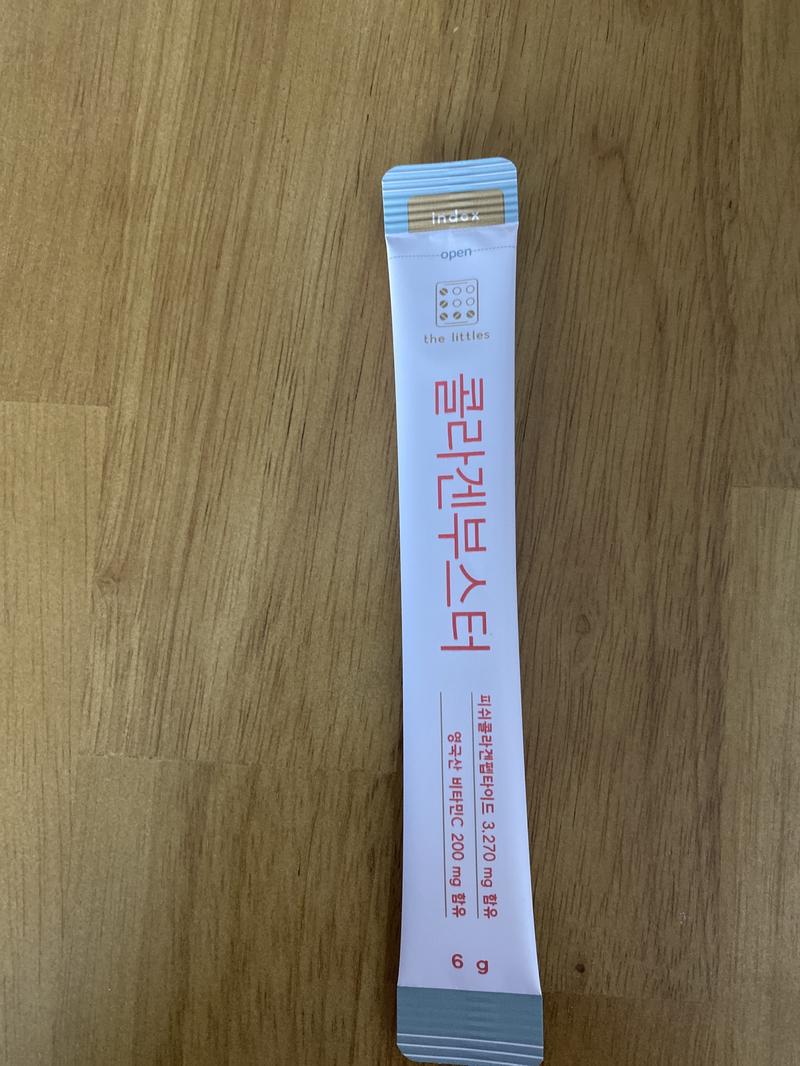 Index
open
the littles
콜라겐부스터
피쉬콜라겐펩타이드 3,270 mg 함유
영국산 비타민C 200 mg 함유
6 g